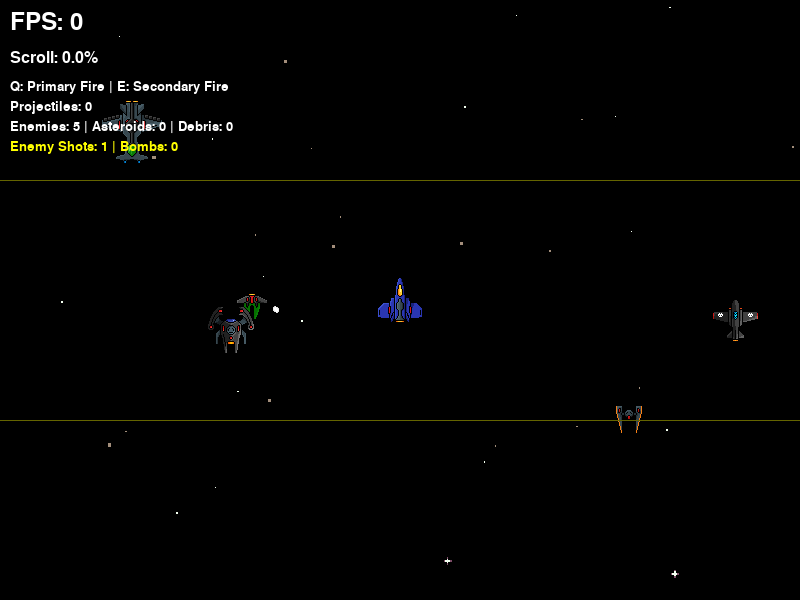 FPS: 0
Scroll: 0.0%
Q: Primary Fire | E: Secondary Fire
Projectiles: 0
Enemies: 5 | Asteroids: 0 | Debris: 0
Enemy Shots: 1 | Bombs: 0